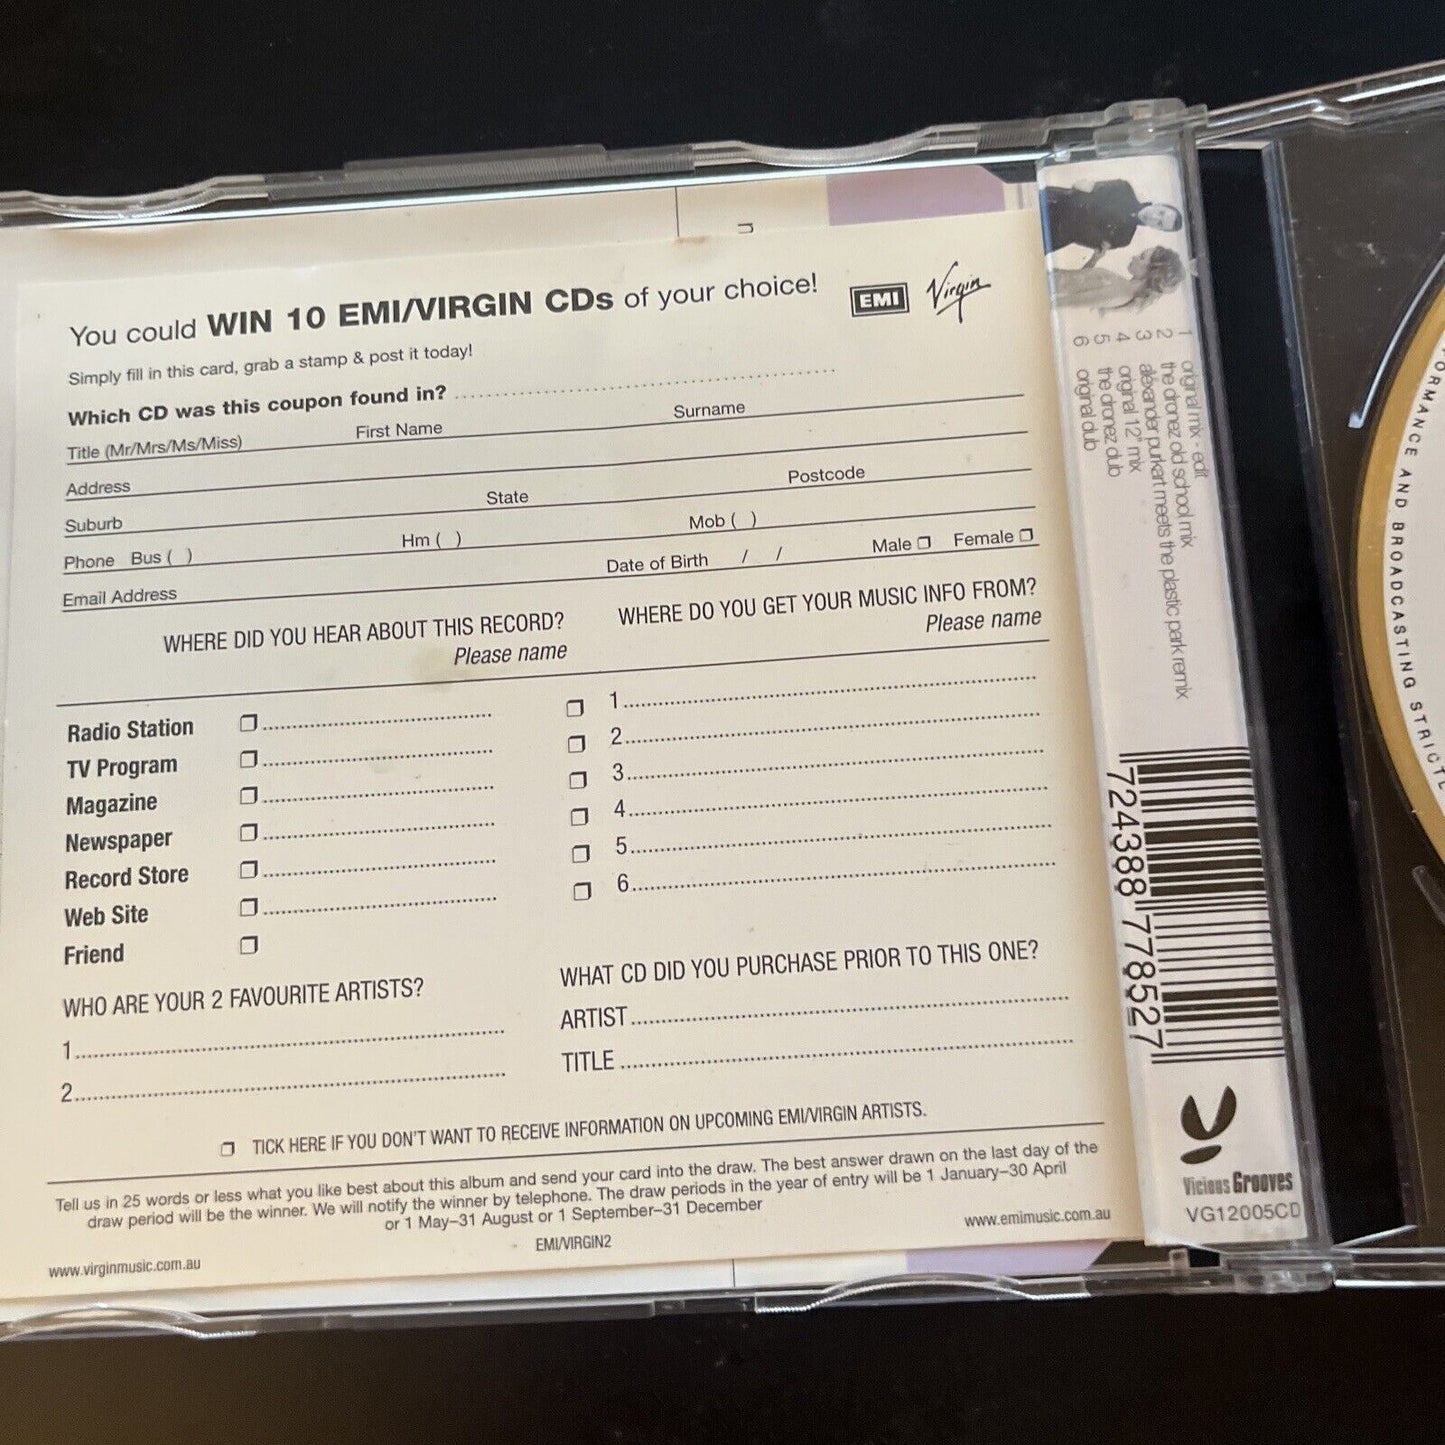 You could WIN 10 EMI/VIRGIN CDs of your choice!
EMI
Virgin
Simply fill in this card, grab a stamp & post it today!
Which CD was this coupon found in? ..........
Title (Mr/Mrs/Ms/Miss) First Name Surname
Address
Suburb State Postcode
Phone Bus ( ) Hm ( ) Mob ( )
Email Address Date of Birth / / Male Female
WHERE DID YOU HEAR ABOUT THIS RECORD?
Please name
WHERE DO YOU GET YOUR MUSIC INFO FROM?
Please name
Radio Station
TV Program
Magazine
Newspaper
Record Store
Web Site
Friend
1
2
3
4
5
6
WHO ARE YOUR 2 FAVOURITE ARTISTS?
1
2
WHAT CD DID YOU PURCHASE PRIOR TO THIS ONE?
ARTIST
TITLE
TICK HERE IF YOU DON'T WANT TO RECEIVE INFORMATION ON UPCOMING EMI/VIRGIN ARTISTS.
Tell us in 25 words or less what you like best about this album and send your card into the draw. The best answer drawn on the last day of the
draw period will be the winner. We will notify the winner by telephone. The draw periods in the year of entry will be 1 January–30 April
or 1 May–31 August or 1 September–31 December
EMI/VIRGIN2
www.virginmusic.com.au
www.emimusic.com.au
1 original mix - edit
2 the dronez old school mix
3 alexander purkart meets the plastic park remix
4 original 12" mix
5 the dronez dub
6 original dub
724388 778527
Vicious Grooves
VG12005CD
ORMANCE AND BROADCASTING STRICTL